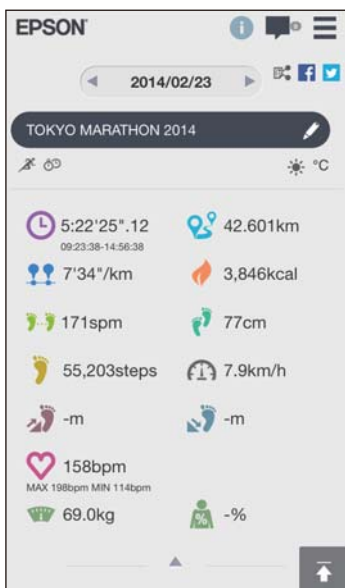 EPSON
2014/02/23
TOKYO MARATHON 2014
°C
5:22'25".12
42.601km
09:23:38-14:56:38
7'34"/km
3,846kcal
171spm
77cm
55,203steps
7.9km/h
-m
-m
158bpm
MAX 198bpm MIN 114bpm
69.0kg
-%